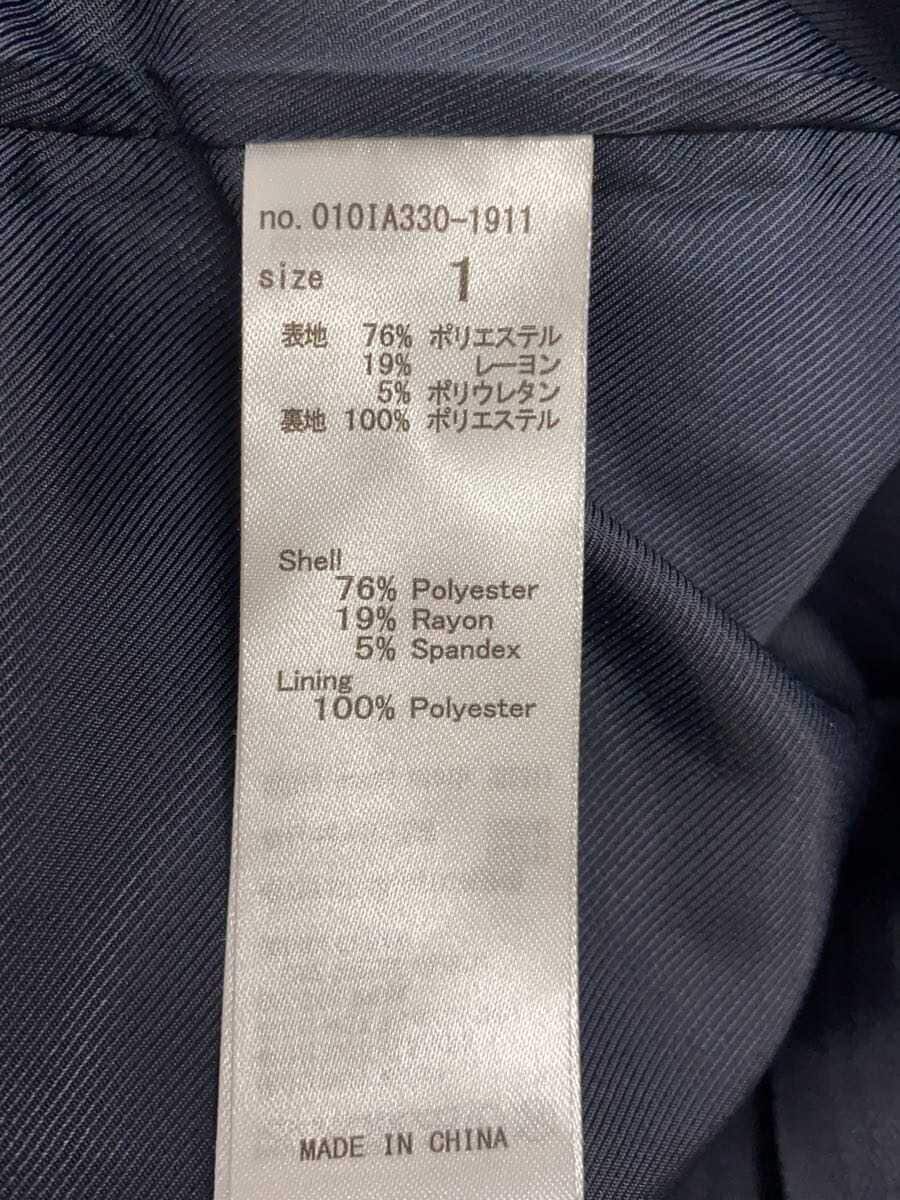 no. 010IA330-1911
size 1
表地 76% ポリエステル
19% レーヨン
5% ポリウレタン
裏地 100% ポリエステル
Shell
76% Polyester
19% Rayon
5% Spandex
Lining
100% Polyester
MADE IN CHINA